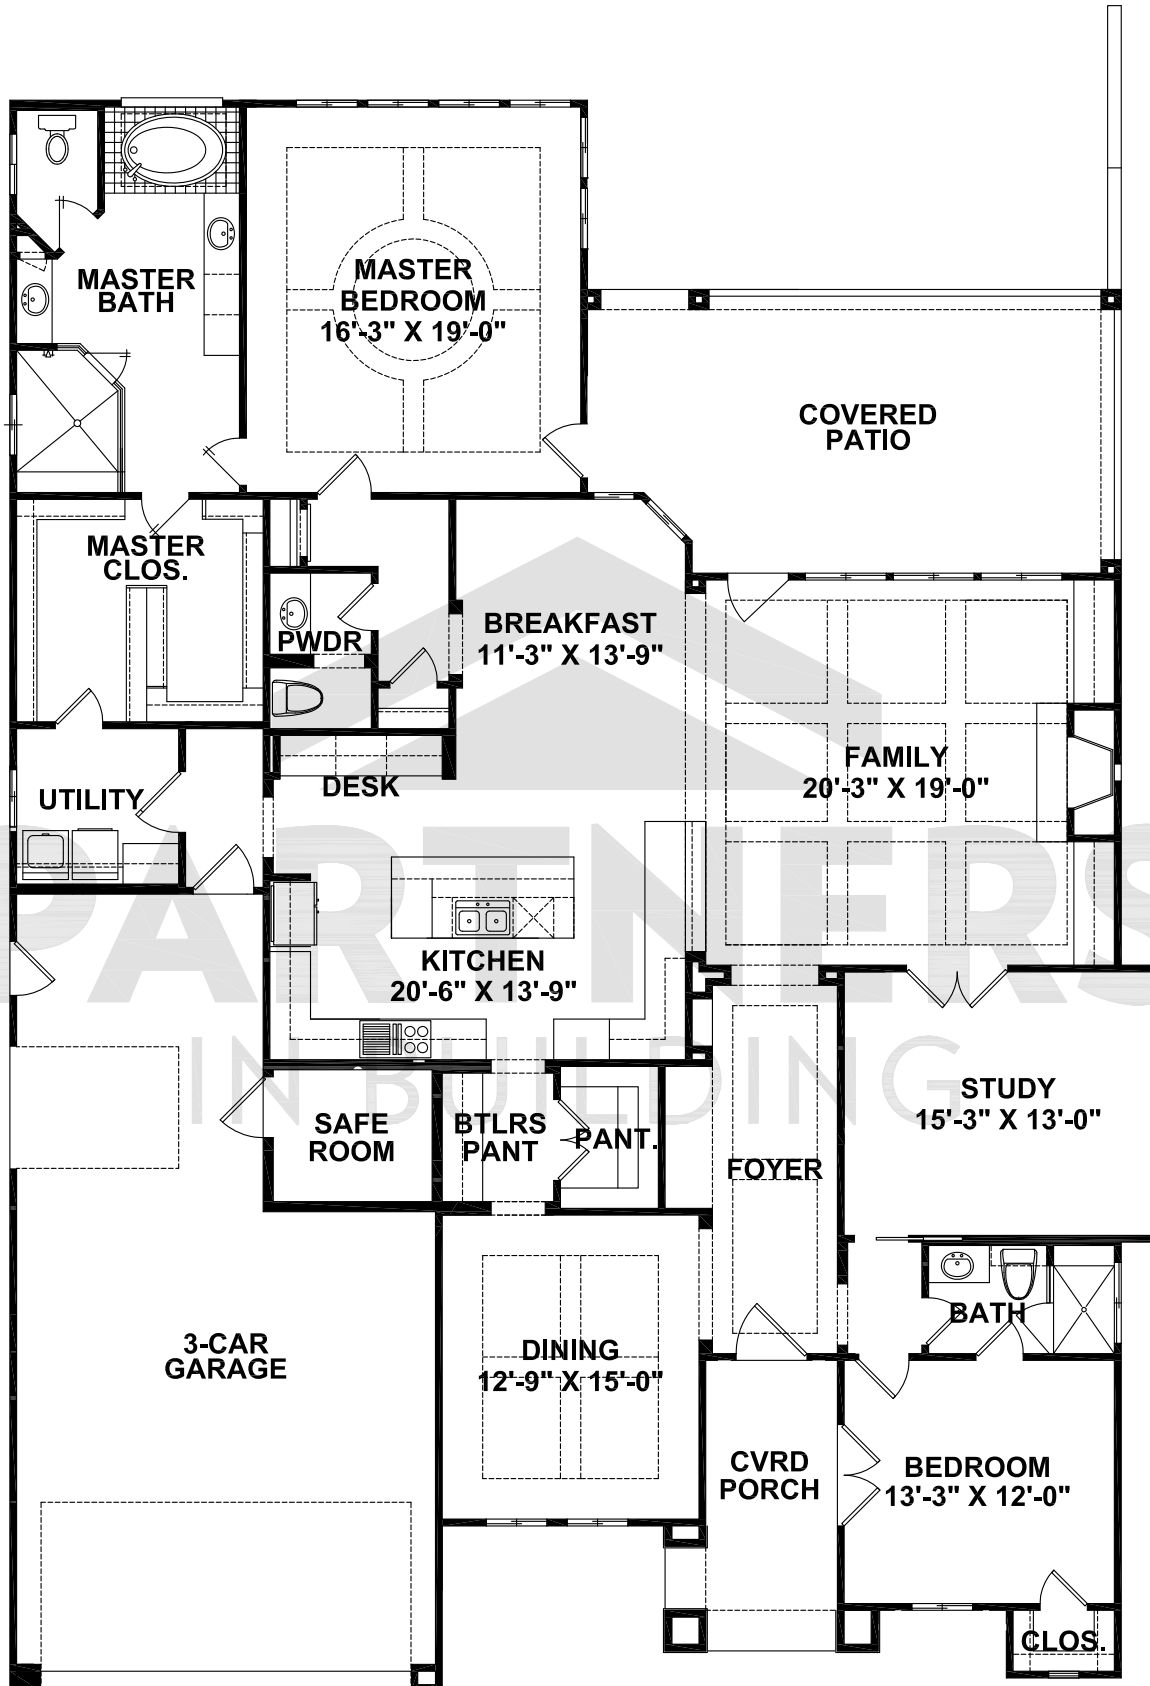 MASTER
BATH
MASTER
BEDROOM
16'-3" X 19'-0"
COVERED
PATIO
MASTER
CLOS.
PWDR
BREAKFAST
11'-3" X 13'-9"
FAMILY
20'-3" X 19'-0"
DESK
UTILITY
PARTNERS
IN BUILDING
KITCHEN
20'-6" X 13'-9"
SAFE
ROOM
BTLRS
PANT
PANT.
FOYER
STUDY
15'-3" X 13'-0"
BATH
3-CAR
GARAGE
DINING
12'-9" X 15'-0"
CVRD
PORCH
BEDROOM
13'-3" X 12'-0"
CLOS.